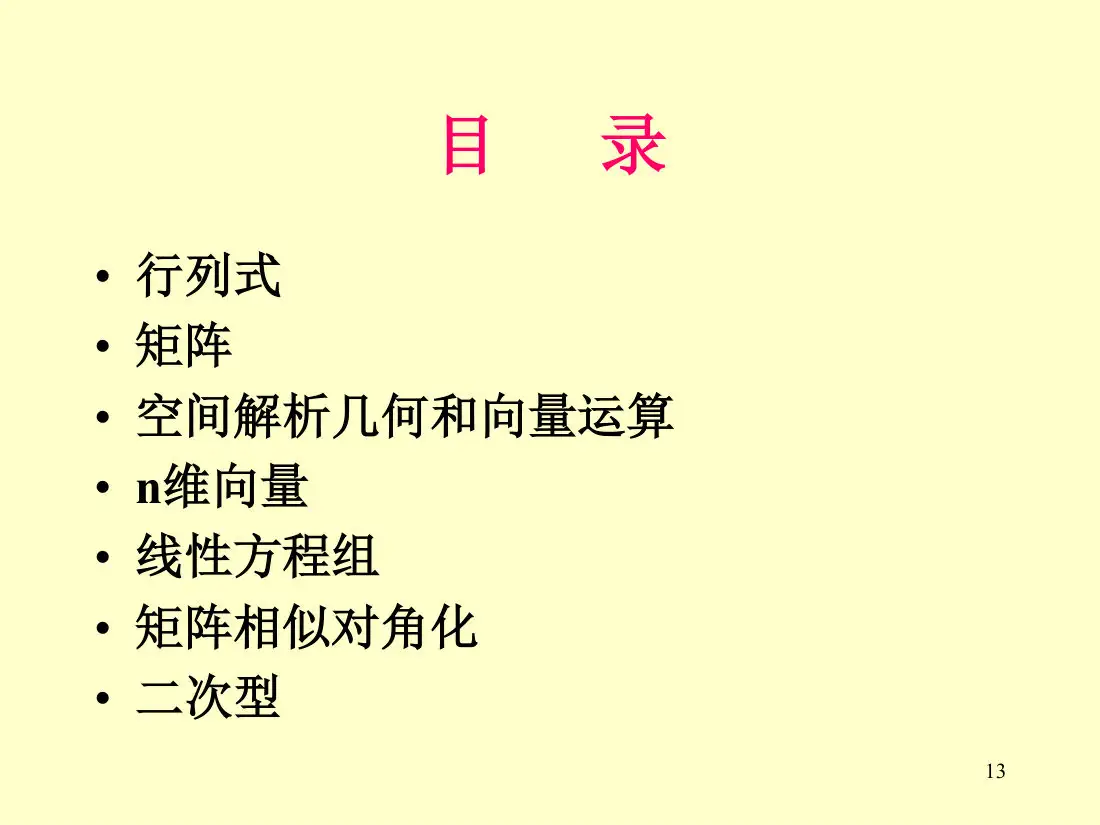 目 录
• 行列式
• 矩阵
• 空间解析几何和向量运算
• n维向量
• 线性方程组
• 矩阵相似对角化
• 二次型
13